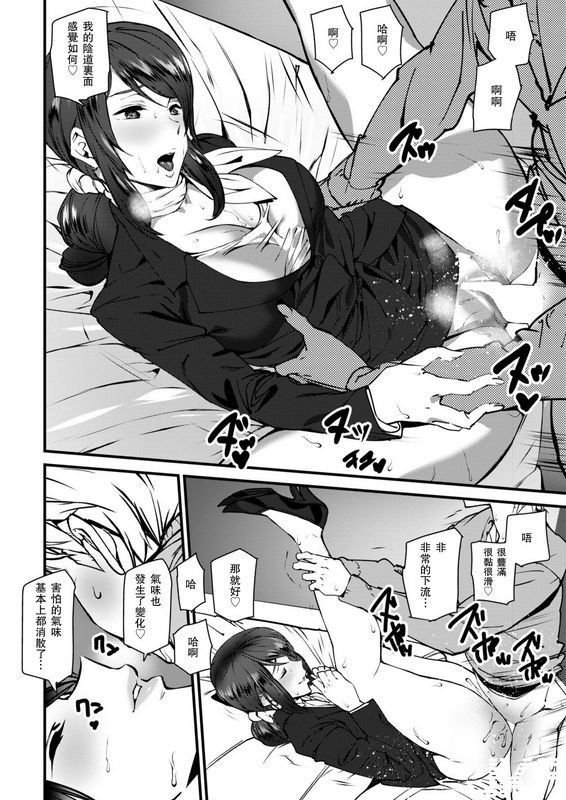 唔
啊啊
哈啊♡
啊啊♡
我的陰道裏面
感覺如何♡
唔
很豐滿
很黏很滑♡
非
非常的下流…
那就好♡
哈
哈啊
氣味也
發生了變化♡
害怕的氣味
基本上都消散了…